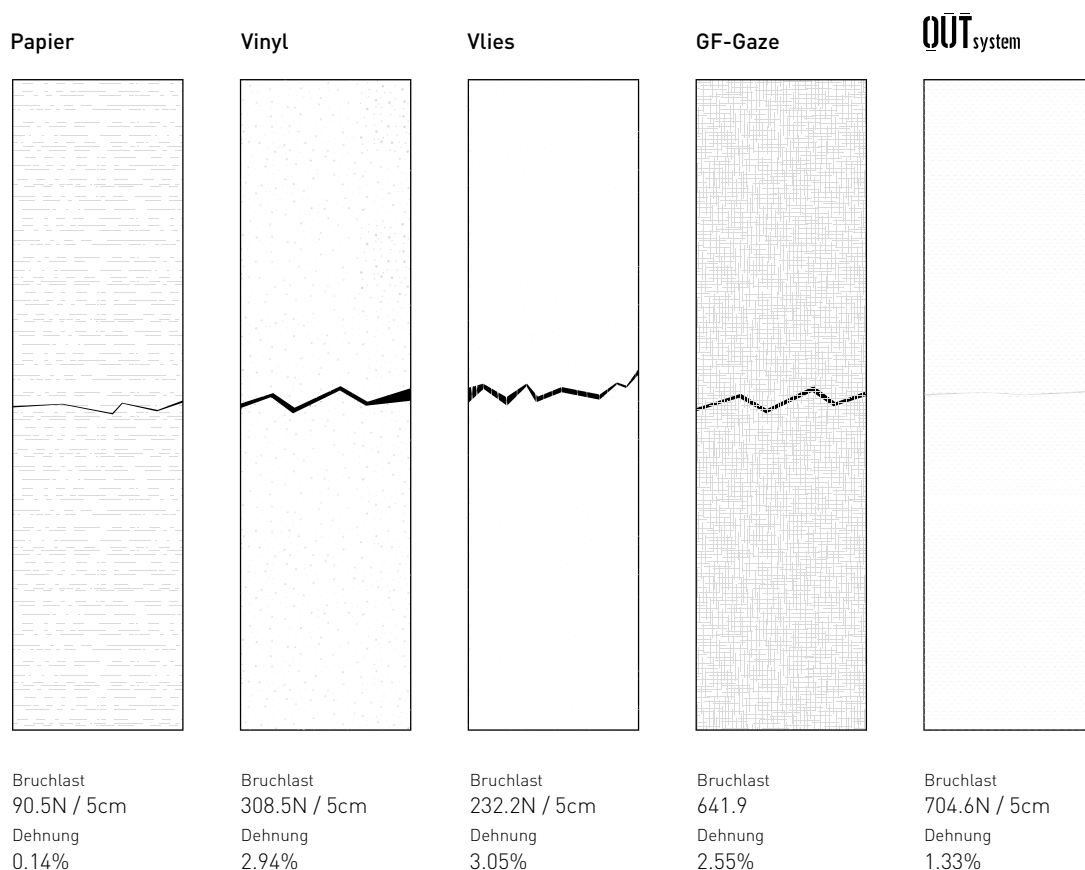 Papier
Vinyl
Vlies
GF-Gaze
OUT system
Bruchlast
90.5N / 5cm
Dehnung
0.14%
Bruchlast
308.5N / 5cm
Dehnung
2.94%
Bruchlast
232.2N / 5cm
Dehnung
3.05%
Bruchlast
641.9
Dehnung
2.55%
Bruchlast
704.6N / 5cm
Dehnung
1.33%